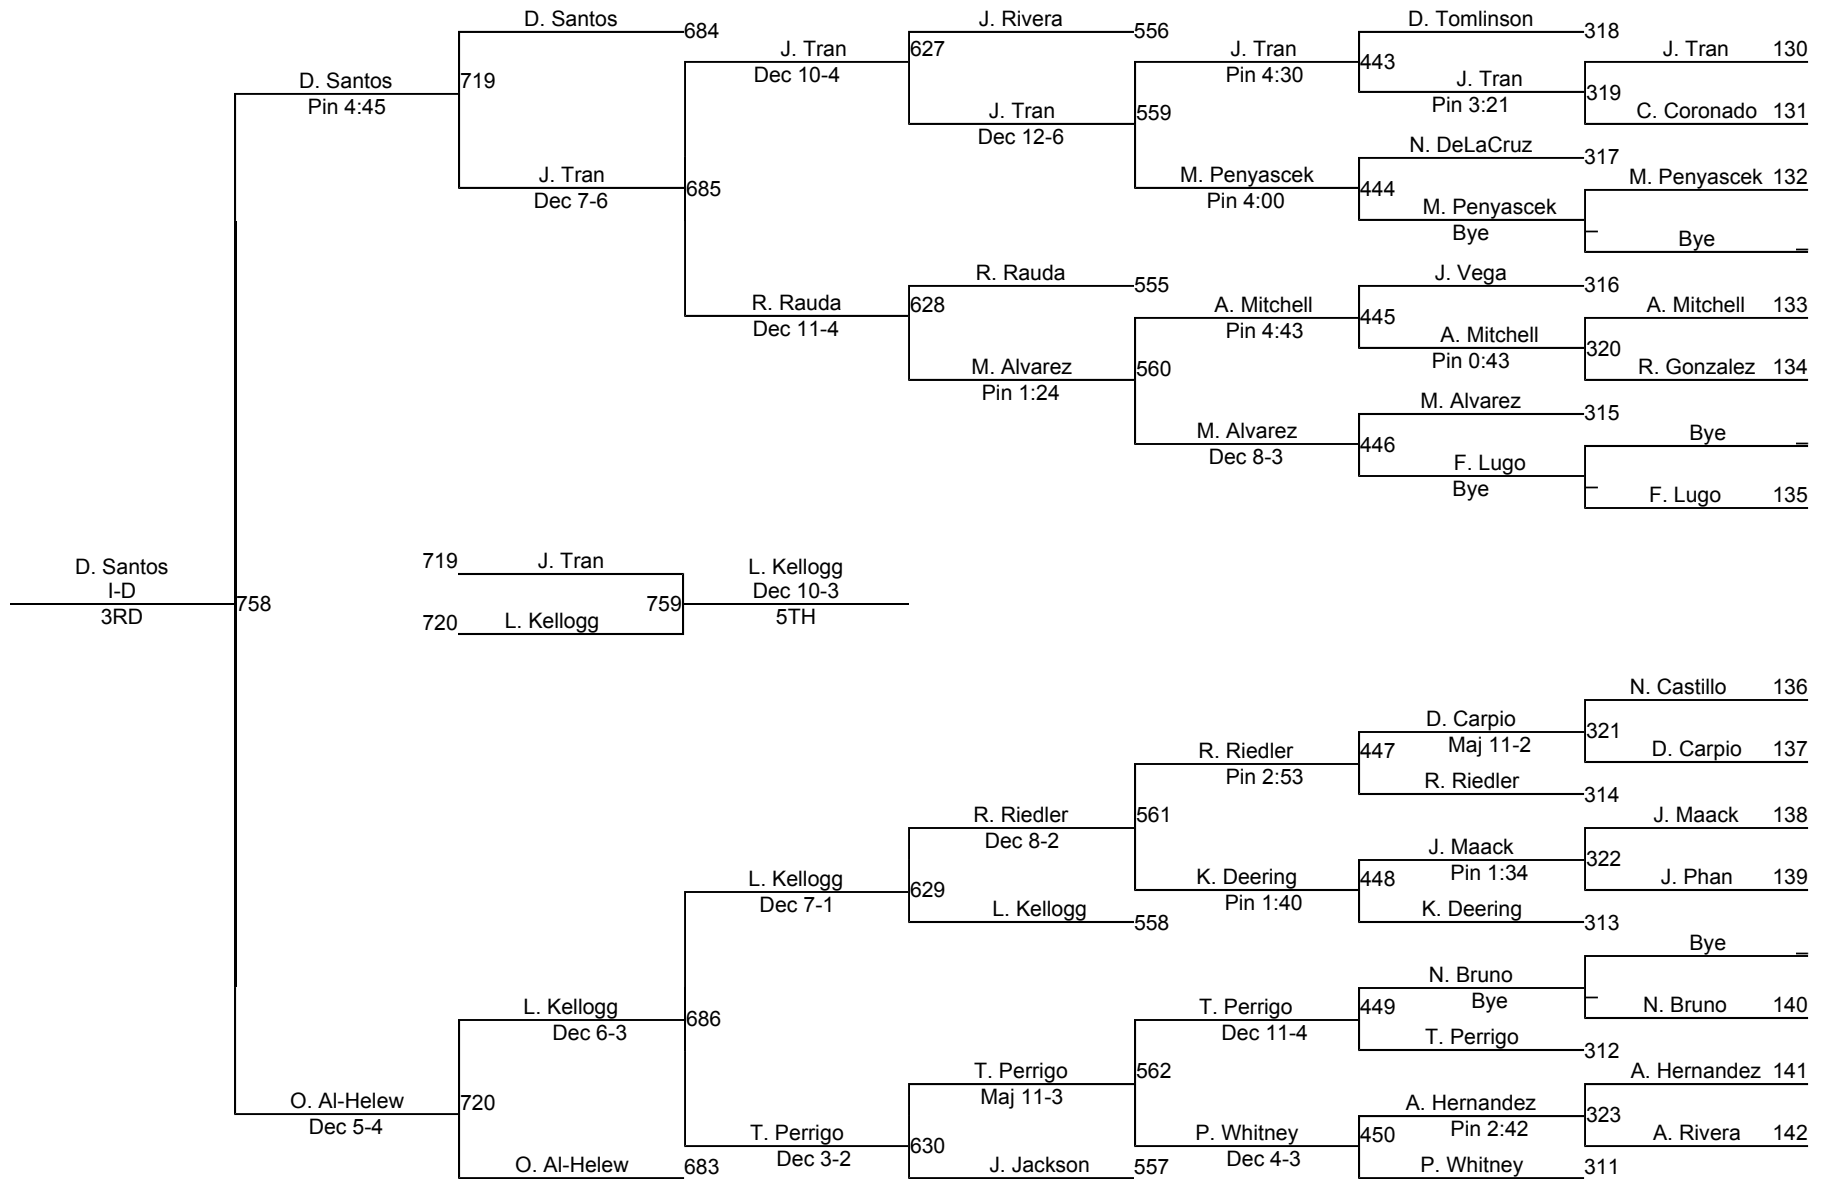 D. Santos
684
J. Rivera
556
D. Tomlinson
318
J. Tran
Dec 10-4
627
J. Tran
Pin 4:30
443
J. Tran 130
D. Santos
Pin 4:45
719
J. Tran
Pin 3:21
319
C. Coronado 131
J. Tran
Dec 12-6
559
N. DeLaCruz
317
J. Tran
Dec 7-6
685
M. Penyascek
Pin 4:00
444
M. Penyascek 132
M. Penyascek
Bye
Bye
R. Rauda
555
J. Vega
316
R. Rauda
Dec 11-4
628
A. Mitchell
Pin 4:43
445
A. Mitchell 133
A. Mitchell
Pin 0:43
320
R. Gonzalez 134
M. Alvarez
Pin 1:24
560
M. Alvarez
315
M. Alvarez
Dec 8-3
446
Bye
F. Lugo
Bye
F. Lugo 135
D. Santos
I-D
3RD
758
719
J. Tran
720
L. Kellogg
759
L. Kellogg
Dec 10-3
5TH
N. Castillo 136
D. Carpio
Maj 11-2
321
D. Carpio 137
R. Riedler
Pin 2:53
447
R. Riedler
314
R. Riedler
Dec 8-2
561
J. Maack 138
J. Maack
Pin 1:34
322
J. Phan 139
L. Kellogg
Dec 7-1
629
K. Deering
Pin 1:40
448
K. Deering
313
L. Kellogg
558
Bye
N. Bruno
Bye
N. Bruno 140
L. Kellogg
Dec 6-3
686
T. Perrigo
Dec 11-4
449
T. Perrigo
312
T. Perrigo
Maj 11-3
562
A. Hernandez 141
O. Al-Helew
Dec 5-4
720
A. Hernandez
Pin 2:42
323
A. Rivera 142
T. Perrigo
Dec 3-2
630
P. Whitney
Dec 4-3
450
O. Al-Helew
683
J. Jackson
557
P. Whitney
311